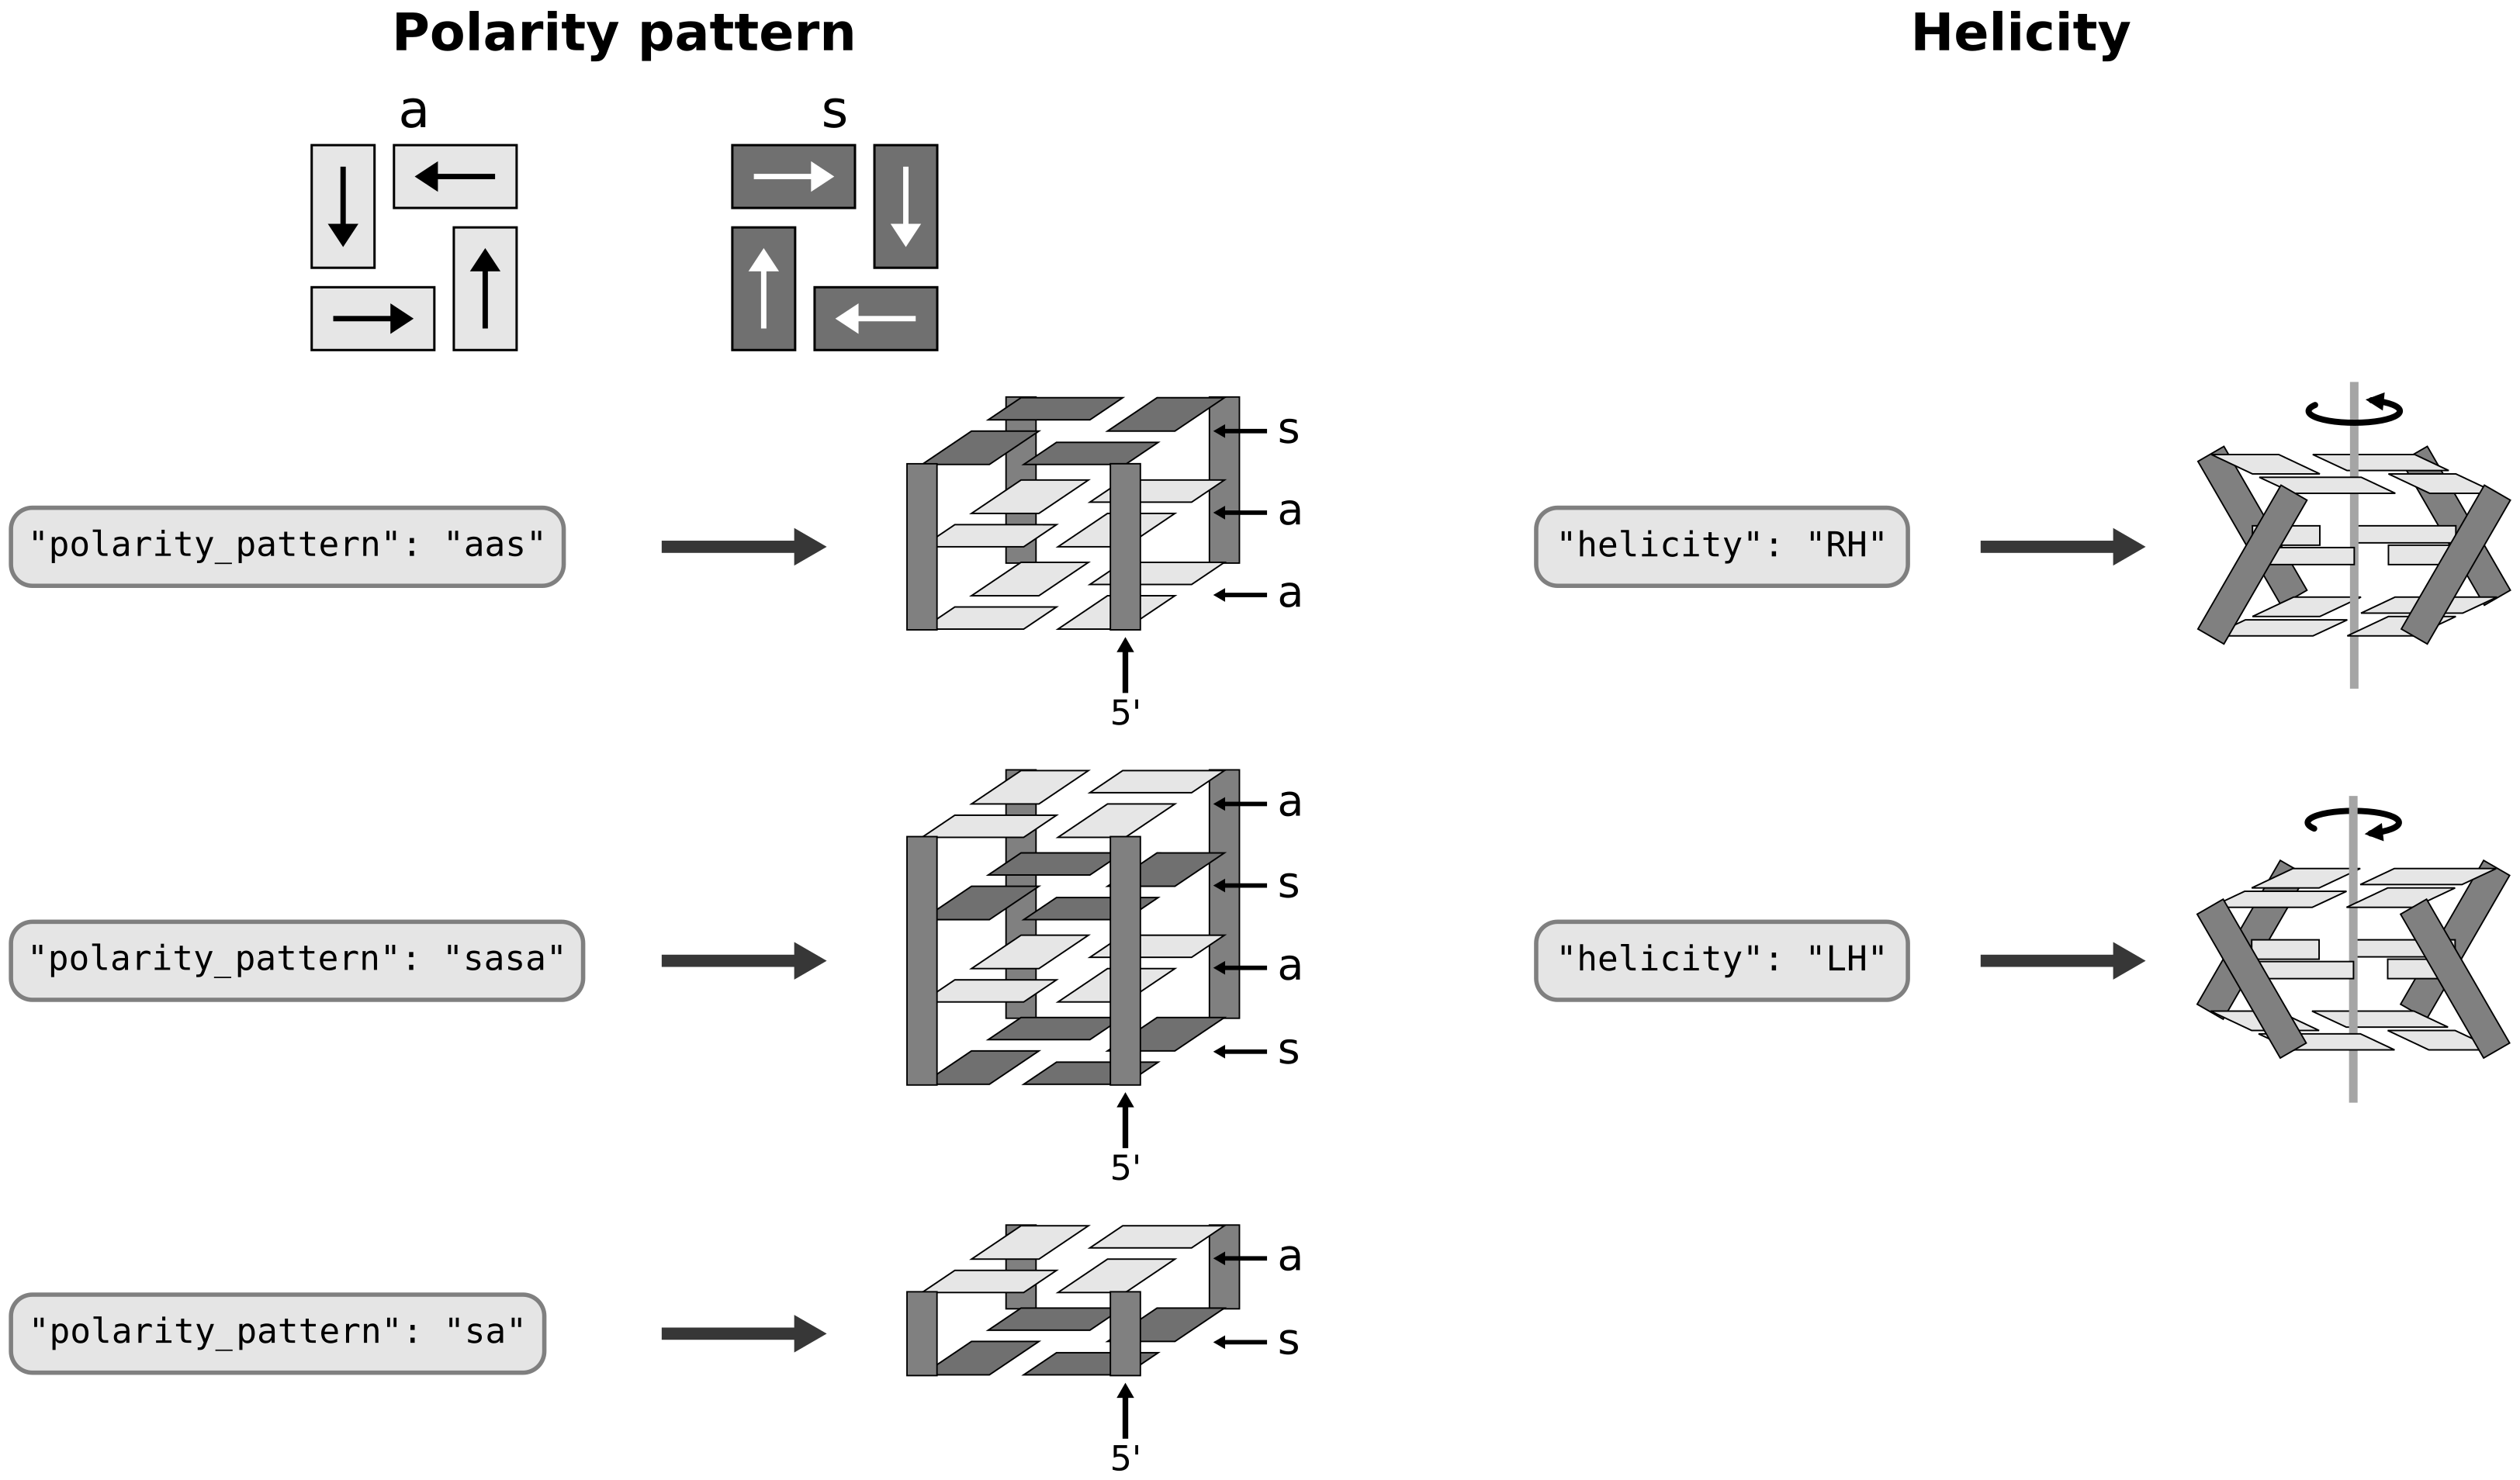 Polarity pattern
Helicity
a
s
"polarity_pattern": "aas"
s
a
a
5'
"helicity": "RH"
"polarity_pattern": "sasa"
a
s
a
s
5'
"helicity": "LH"
"polarity_pattern": "sa"
a
s
5'